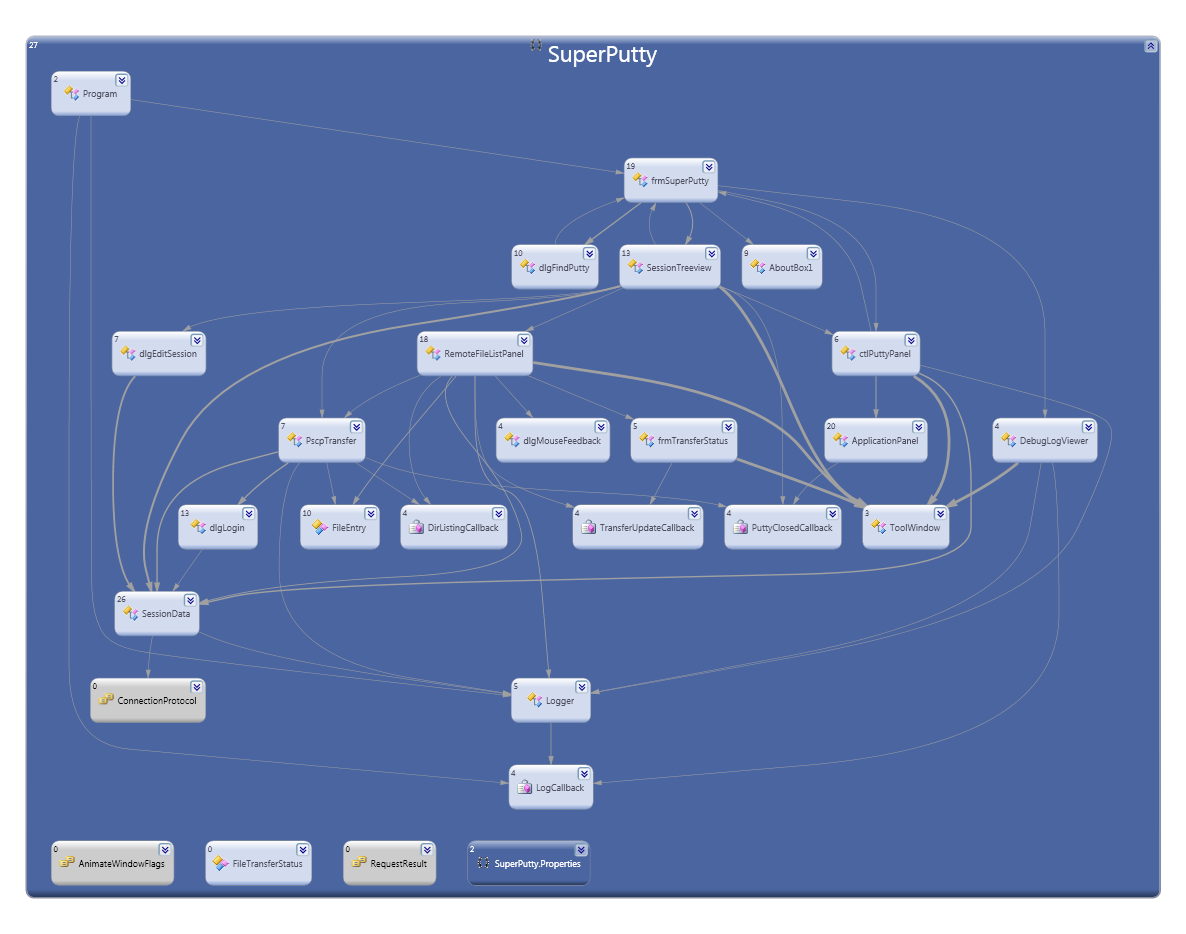 27
SuperPutty
2
Program
19
frmSuperPutty
10
dlgFindPutty
13
SessionTreeview
9
AboutBox1
7
dlgEditSession
18
RemoteFileListPanel
6
ctlPuttyPanel
7
PscpTransfer
4
dlgMouseFeedback
5
frmTransferStatus
20
ApplicationPanel
4
DebugLogViewer
13
dlgLogin
10
FileEntry
4
DirListingCallback
4
TransferUpdateCallback
4
PuttyClosedCallback
3
ToolWindow
26
SessionData
0
ConnectionProtocol
5
Logger
4
LogCallback
0
AnimateWindowFlags
0
FileTransferStatus
0
RequestResult
2
SuperPutty.Properties